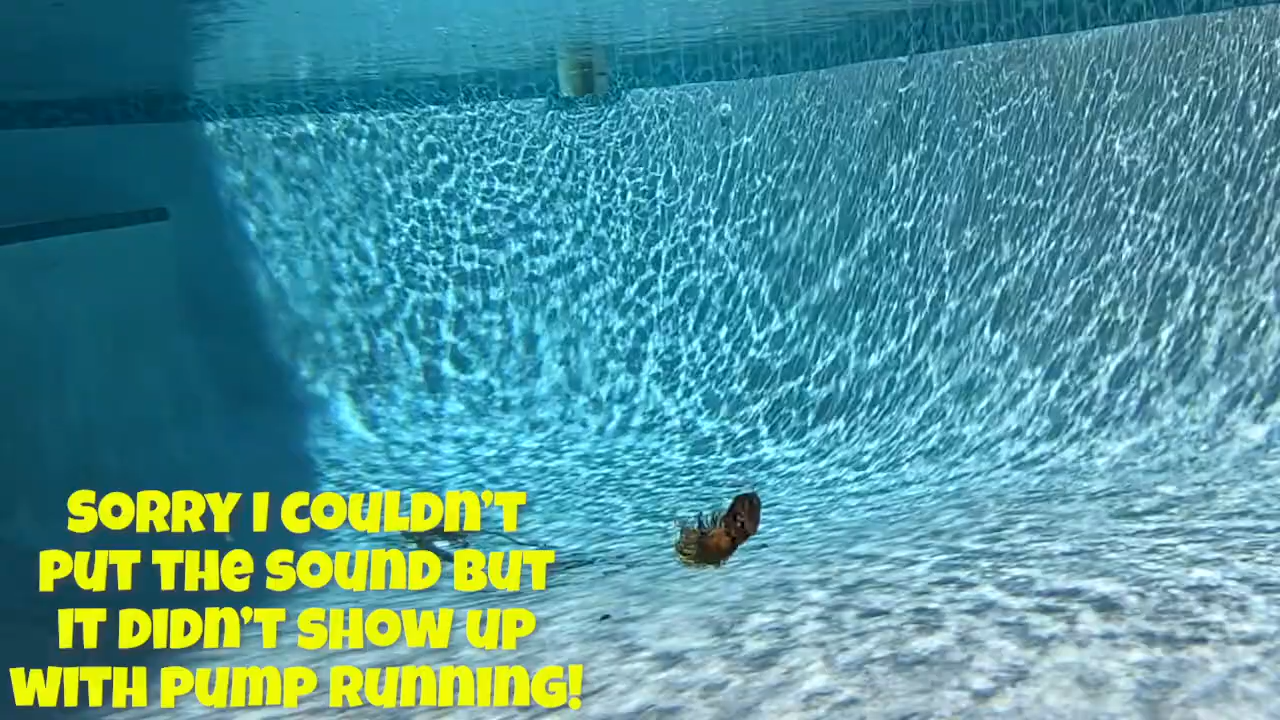 SORRY I COULDN'T
PUT THE SOUND BUT
IT DIDN'T SHOW UP
WITH PUMP RUNNING!